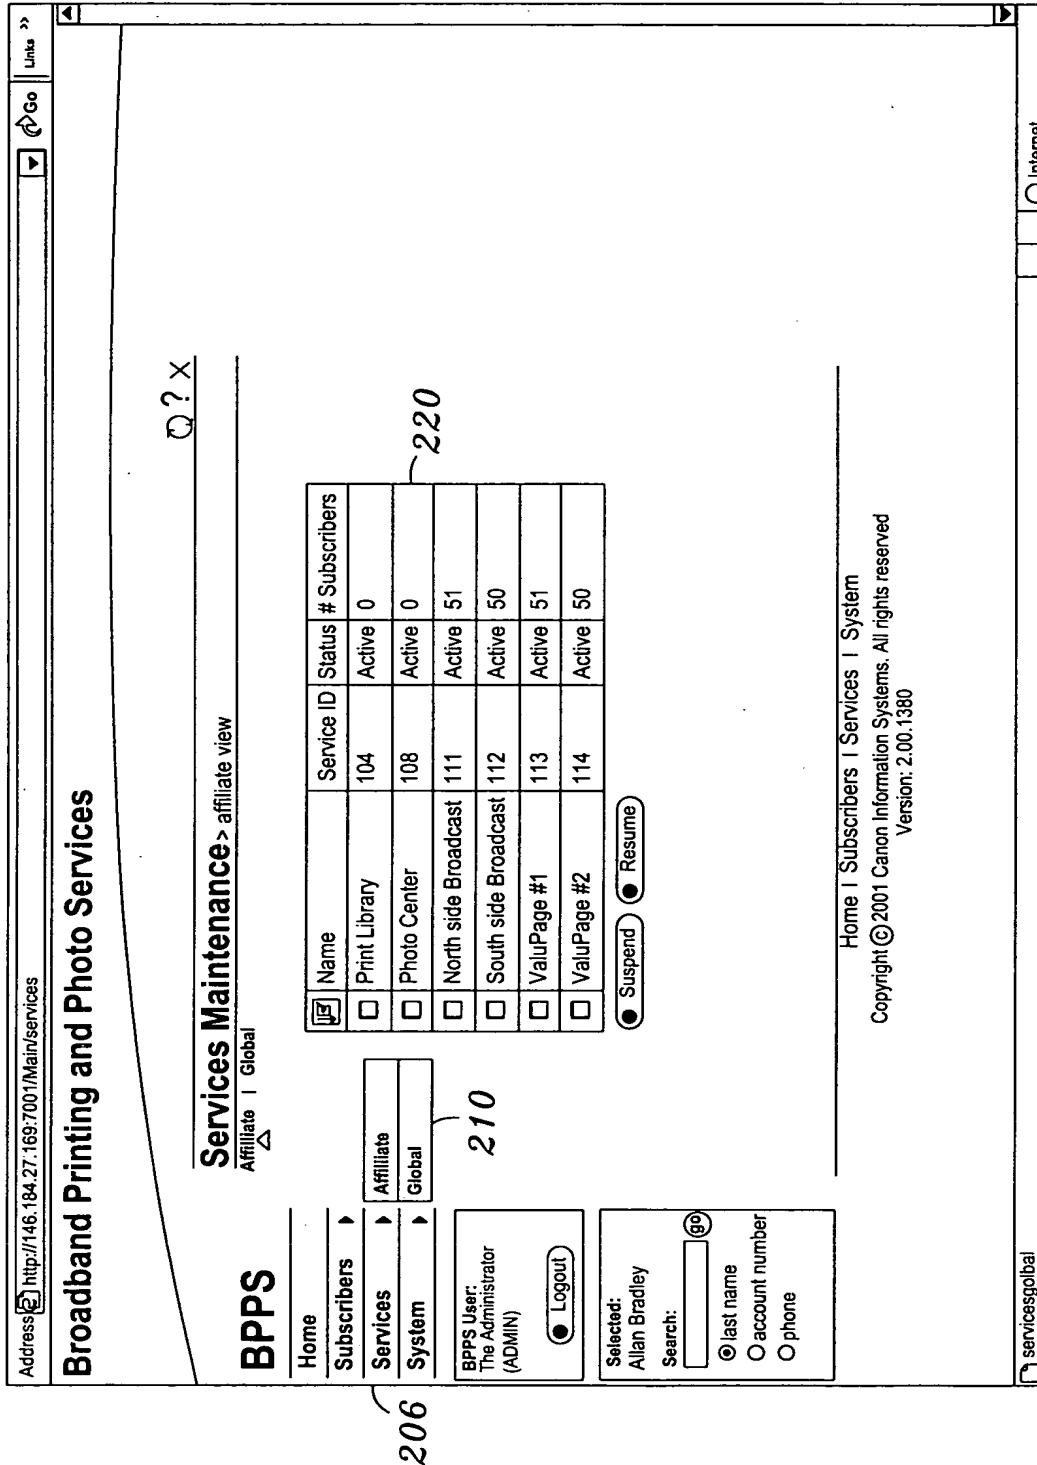 Address http://146.184.27.169:7001/Main/services Go Links »
Broadband Printing and Photo Services
? X
BPPS
Services Maintenance> affiliate view
Affilliate | Global
Home
Subscribers
Services
System
206
Affilliate
Global
210
Name Service ID Status # Subscribers
Print Library 104 Active 0
Photo Center 108 Active 0
North side Broadcast 111 Active 51
South side Broadcast 112 Active 50
ValuPage #1 113 Active 51
ValuPage #2 114 Active 50
220
Suspend Resume
BPPS User:
The Administrator
(ADMIN)
Logout
Selected:
Allan Bradley
Search:
go
last name
account number
phone
Home | Subscribers | Services | System
Copyright ©2001 Canon Information Systems. All rights reserved
Version: 2.00.1380
servicesgolbal Internet